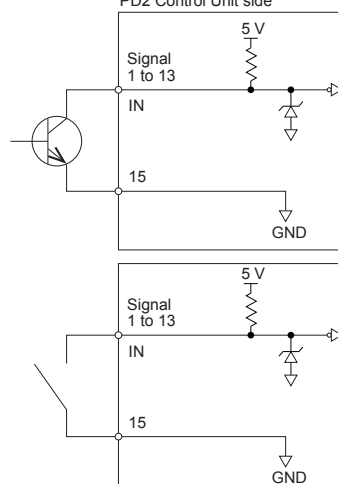 PD2 Control Unit side
5 V
Signal
1 to 13
IN
15
GND
5 V
Signal
1 to 13
IN
15
GND